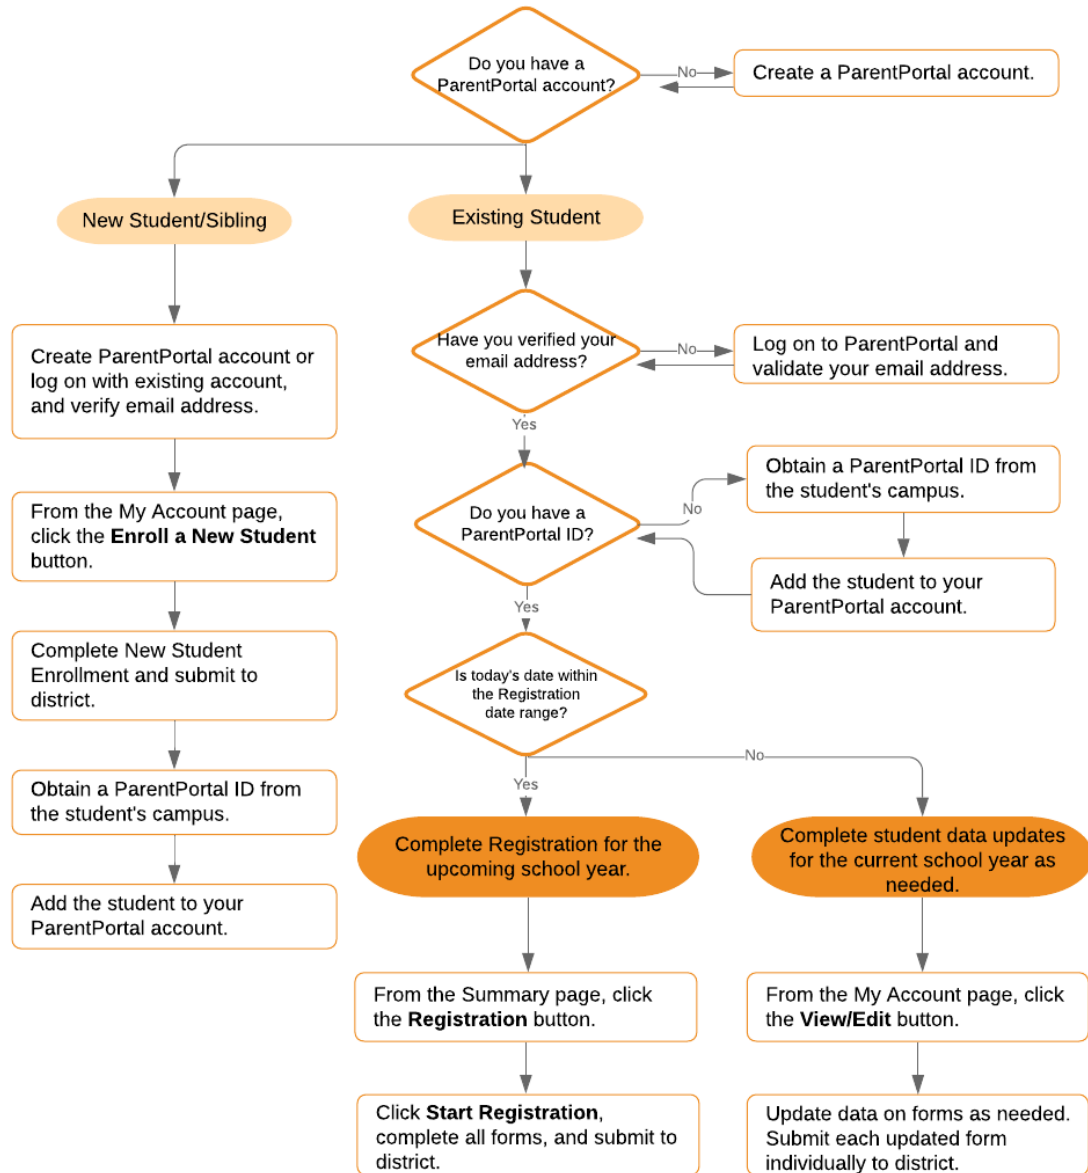 Do you have a
ParentPortal account?
No
Create a ParentPortal account.
New Student/Sibling
Existing Student
Create ParentPortal account or
log on with existing account,
and verify email address.
Have you verified your
email address?
No
Log on to ParentPortal and
validate your email address.
Yes
From the My Account page,
click the Enroll a New Student
button.
Do you have a
ParentPortal ID?
No
Obtain a ParentPortal ID from
the student's campus.
Add the student to your
ParentPortal account.
Yes
Complete New Student
Enrollment and submit to
district.
Is today's date within
the Registration
date range?
Yes
No
Obtain a ParentPortal ID from
the student's campus.
Add the student to your
ParentPortal account.
Complete Registration for the
upcoming school year.
Complete student data updates
for the current school year as
needed.
From the Summary page, click
the Registration button.
From the My Account page, click
the View/Edit button.
Click Start Registration,
complete all forms, and submit to
district.
Update data on forms as needed.
Submit each updated form
individually to district.